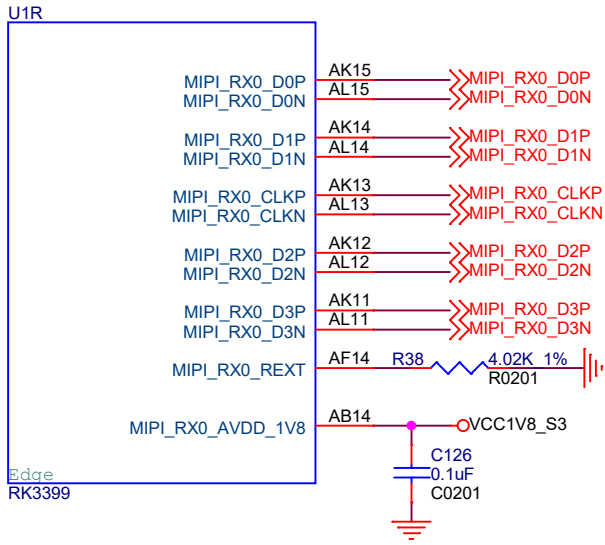 U1R
MIPI_RX0_D0P AK15 MIPI_RX0_D0P
MIPI_RX0_D0N AL15 MIPI_RX0_D0N
MIPI_RX0_D1P AK14 MIPI_RX0_D1P
MIPI_RX0_D1N AL14 MIPI_RX0_D1N
MIPI_RX0_CLKP AK13 MIPI_RX0_CLKP
MIPI_RX0_CLKN AL13 MIPI_RX0_CLKN
MIPI_RX0_D2P AK12 MIPI_RX0_D2P
MIPI_RX0_D2N AL12 MIPI_RX0_D2N
MIPI_RX0_D3P AK11 MIPI_RX0_D3P
MIPI_RX0_D3N AL11 MIPI_RX0_D3N
MIPI_RX0_REXT AF14 R38 4.02K 1%
R0201
MIPI_RX0_AVDD_1V8 AB14 VCC1V8_S3
C126
0.1uF
C0201
Edge
RK3399